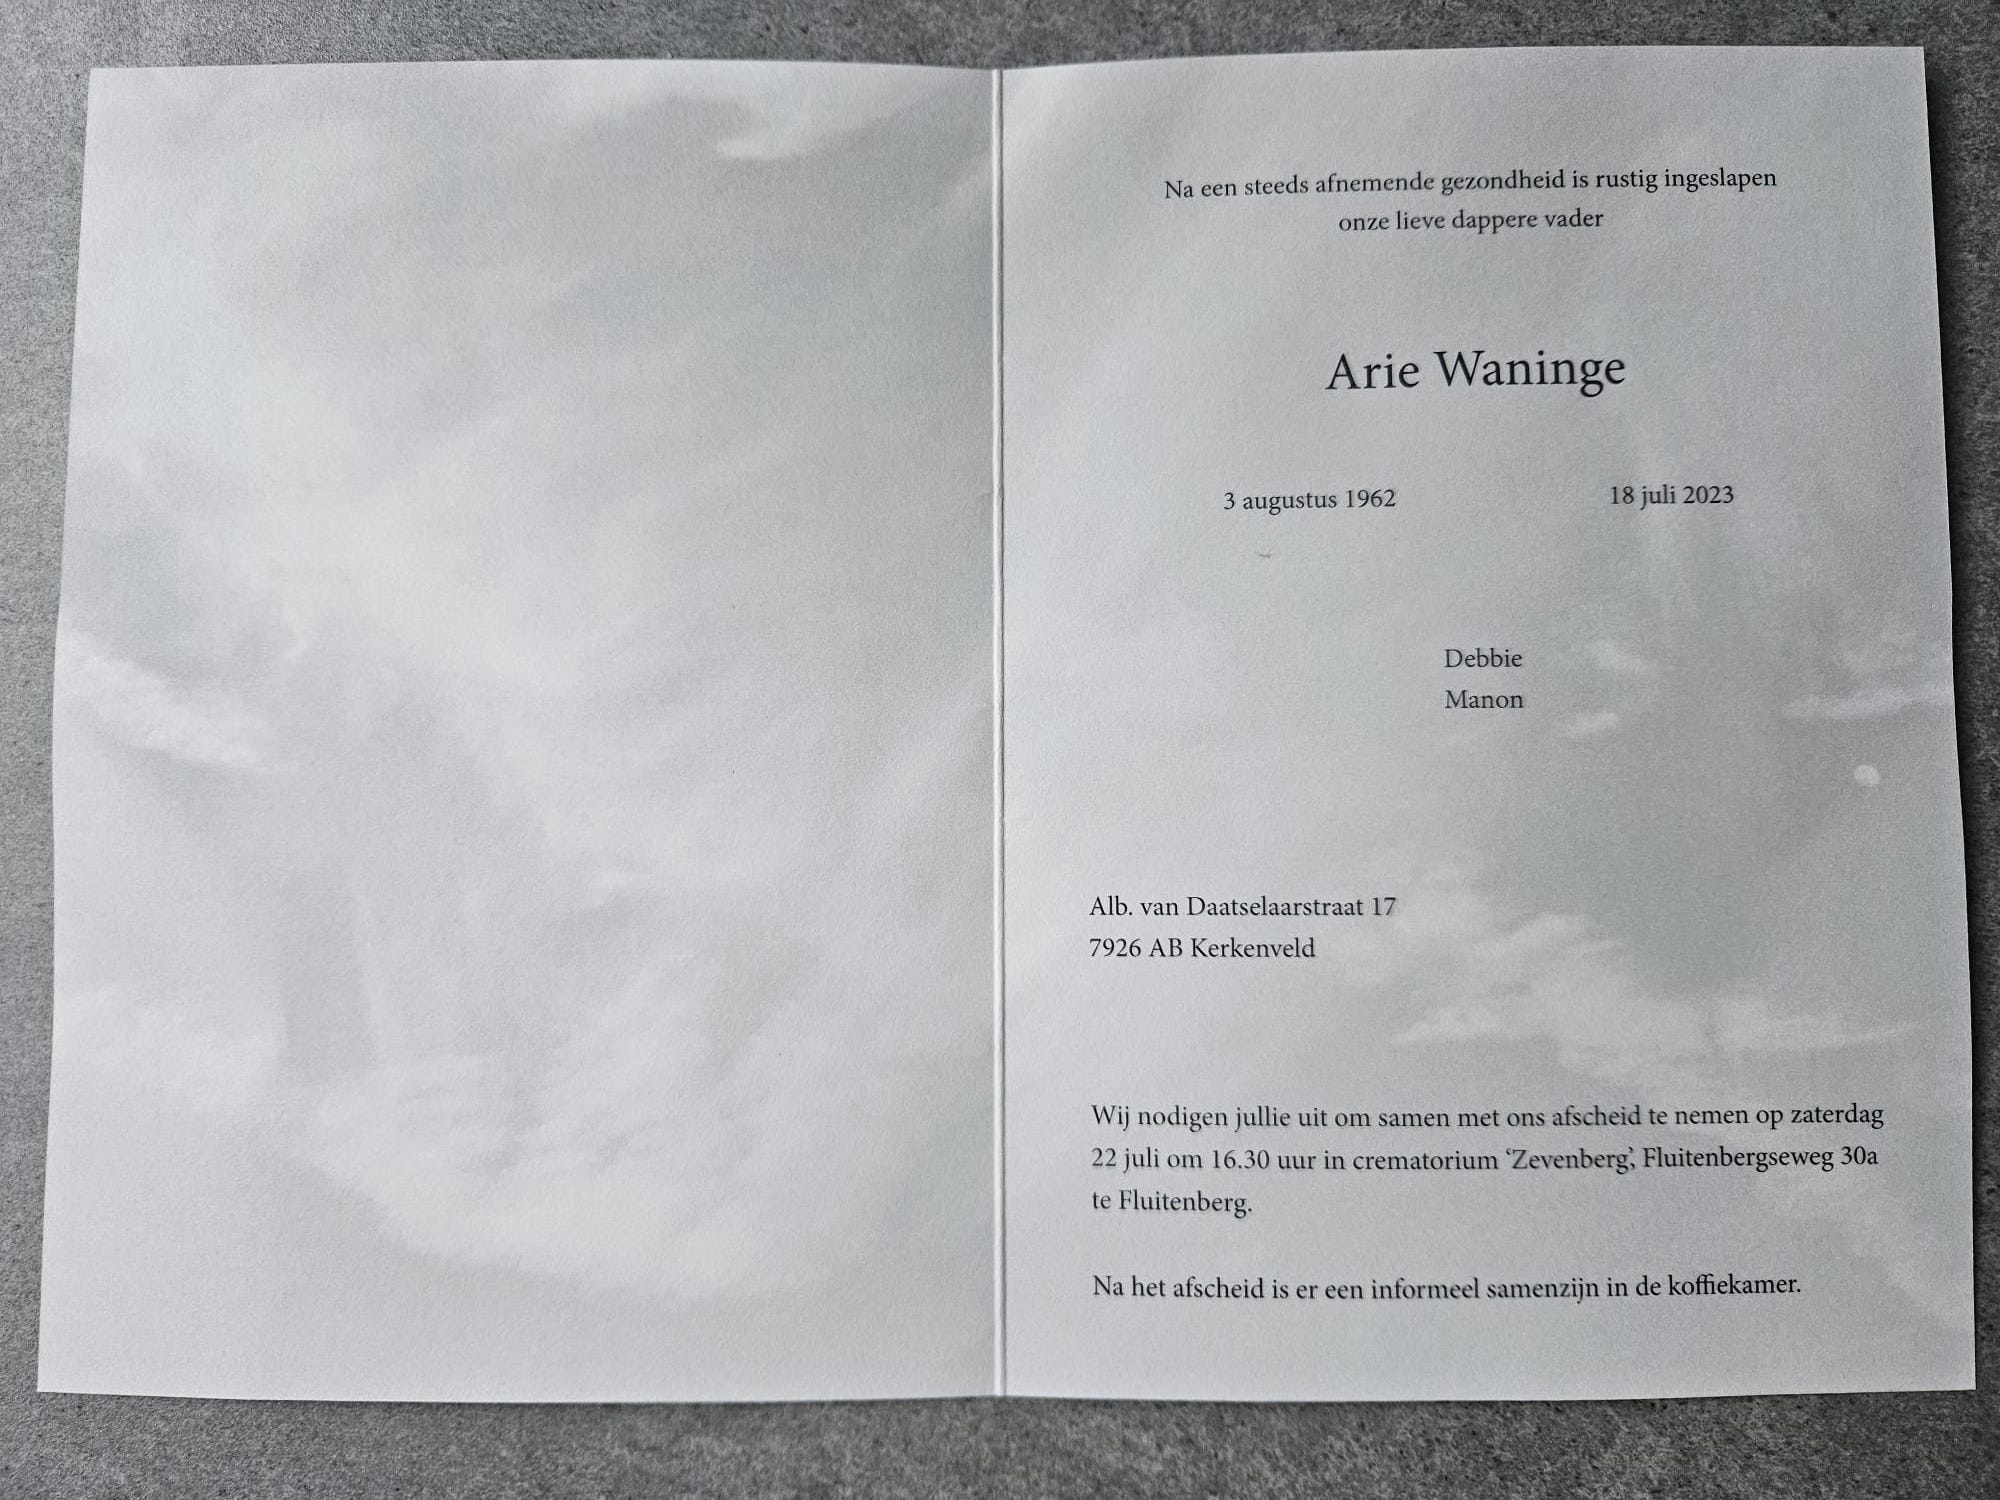 Na een steeds afnemende gezondheid is rustig ingeslapen
onze lieve dappere vader
Arie Waninge
3 augustus 1962 18 juli 2023
Debbie
Manon
Alb. van Daatselaarstraat 17
7926 AB Kerkenveld
Wij nodigen jullie uit om samen met ons afscheid te nemen op zaterdag
22 juli om 16.30 uur in crematorium ‘Zevenberg’, Fluitenbergseweg 30a
te Fluitenberg.
Na het afscheid is er een informeel samenzijn in de koffiekamer.